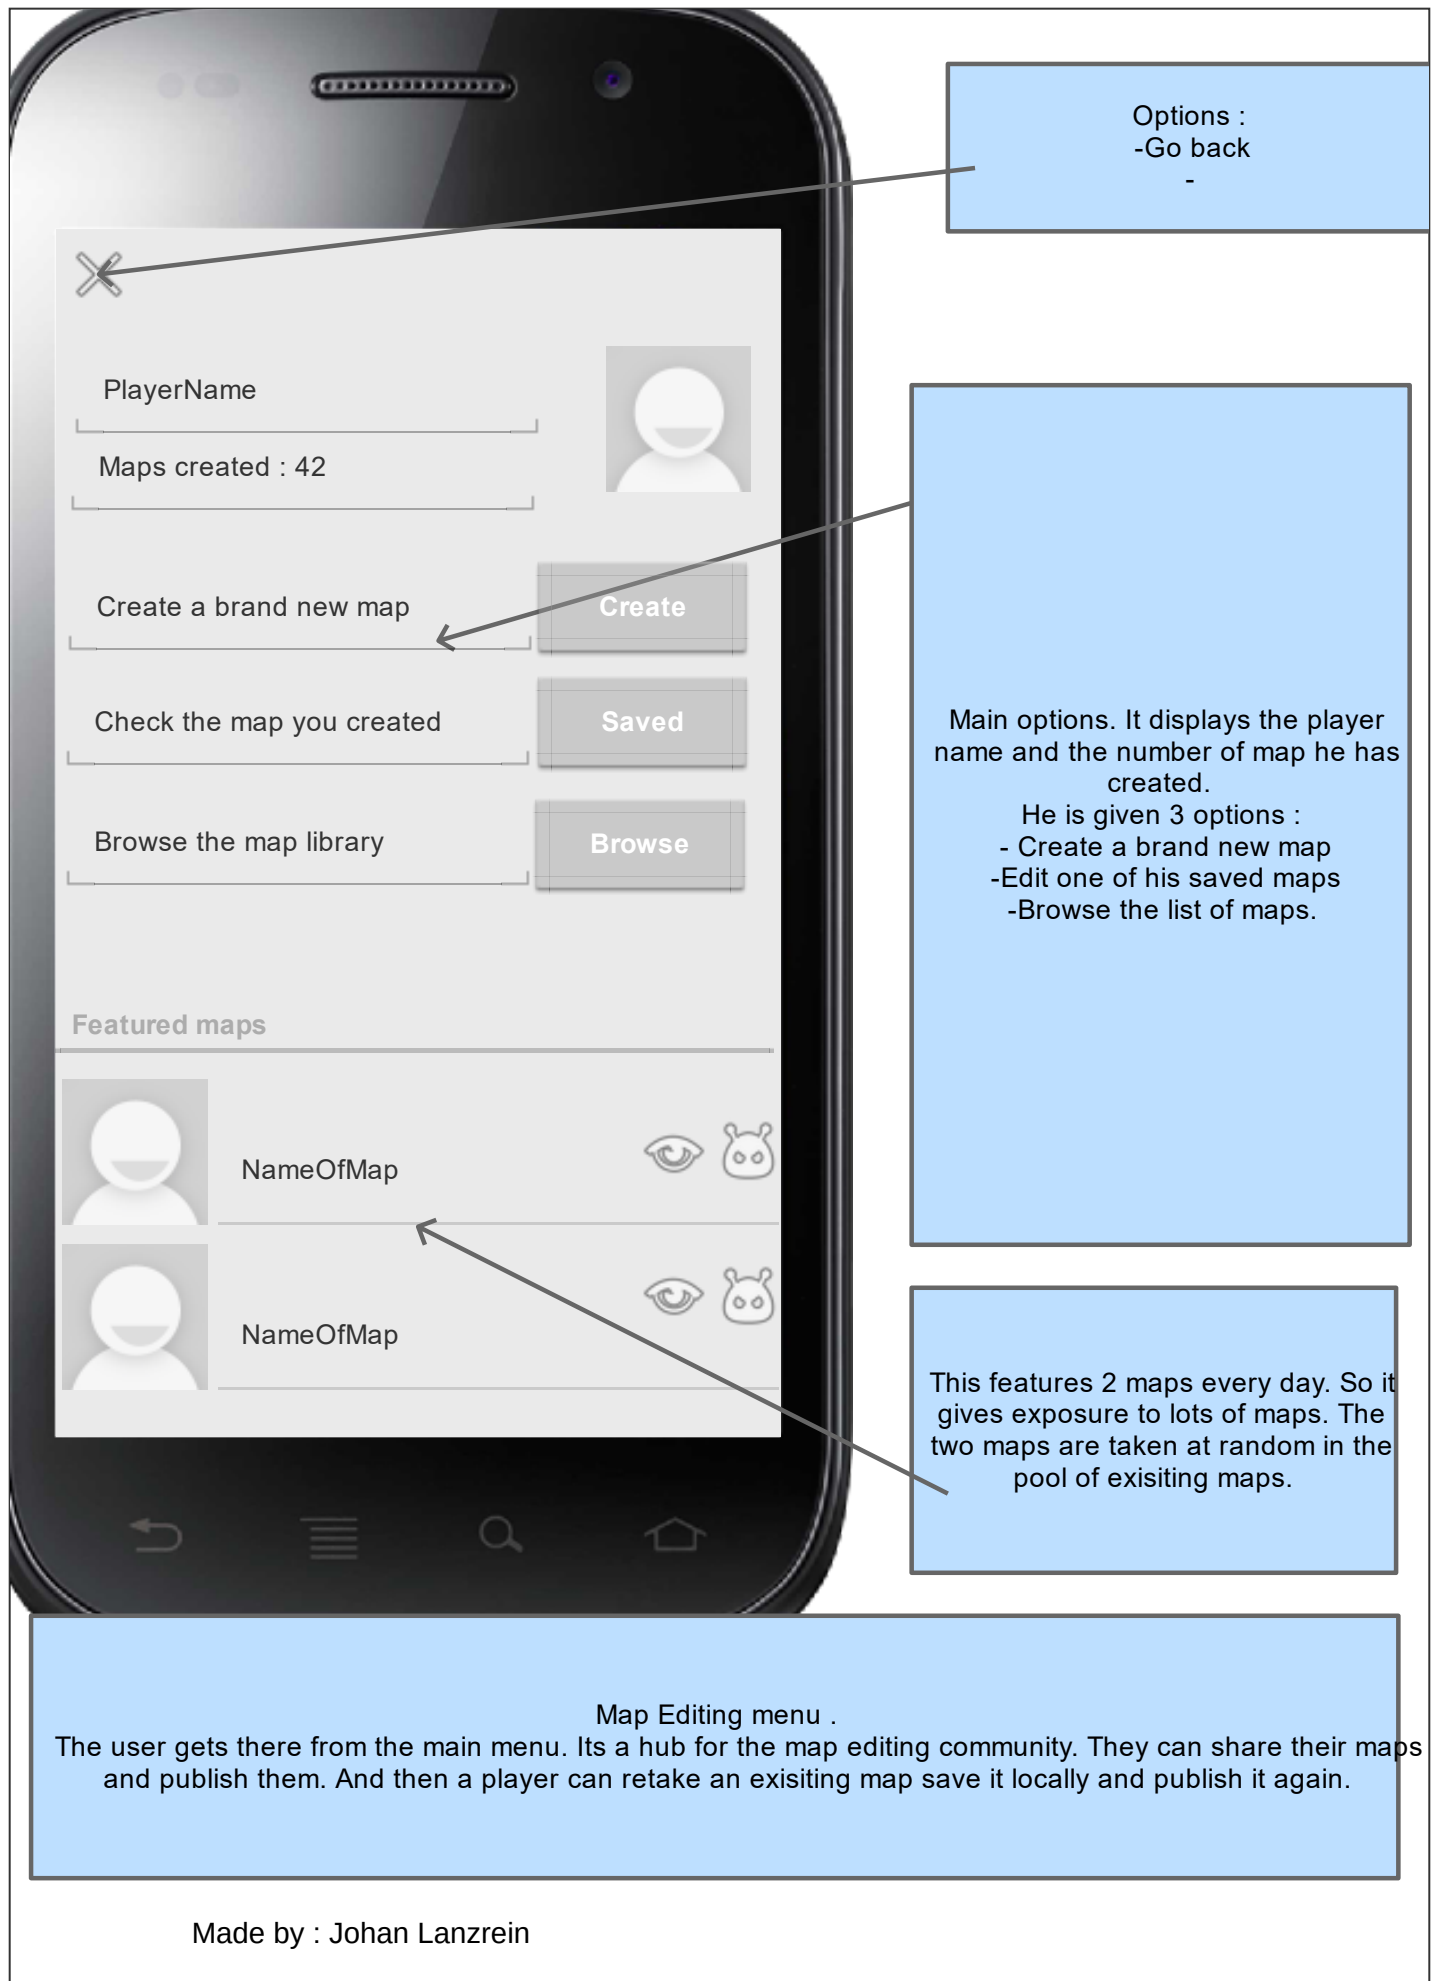 Options :
-Go back
-
PlayerName
Maps created : 42
Create a brand new map
Create
Check the map you created
Saved
Browse the map library
Browse
Main options. It displays the player
name and the number of map he has
created.
He is given 3 options :
- Create a brand new map
-Edit one of his saved maps
-Browse the list of maps.
Featured maps
NameOfMap
NameOfMap
This features 2 maps every day. So it
gives exposure to lots of maps. The
two maps are taken at random in the
pool of exisiting maps.
Map Editing menu .
The user gets there from the main menu. Its a hub for the map editing community. They can share their maps
and publish them. And then a player can retake an exisiting map save it locally and publish it again.
Made by : Johan Lanzrein